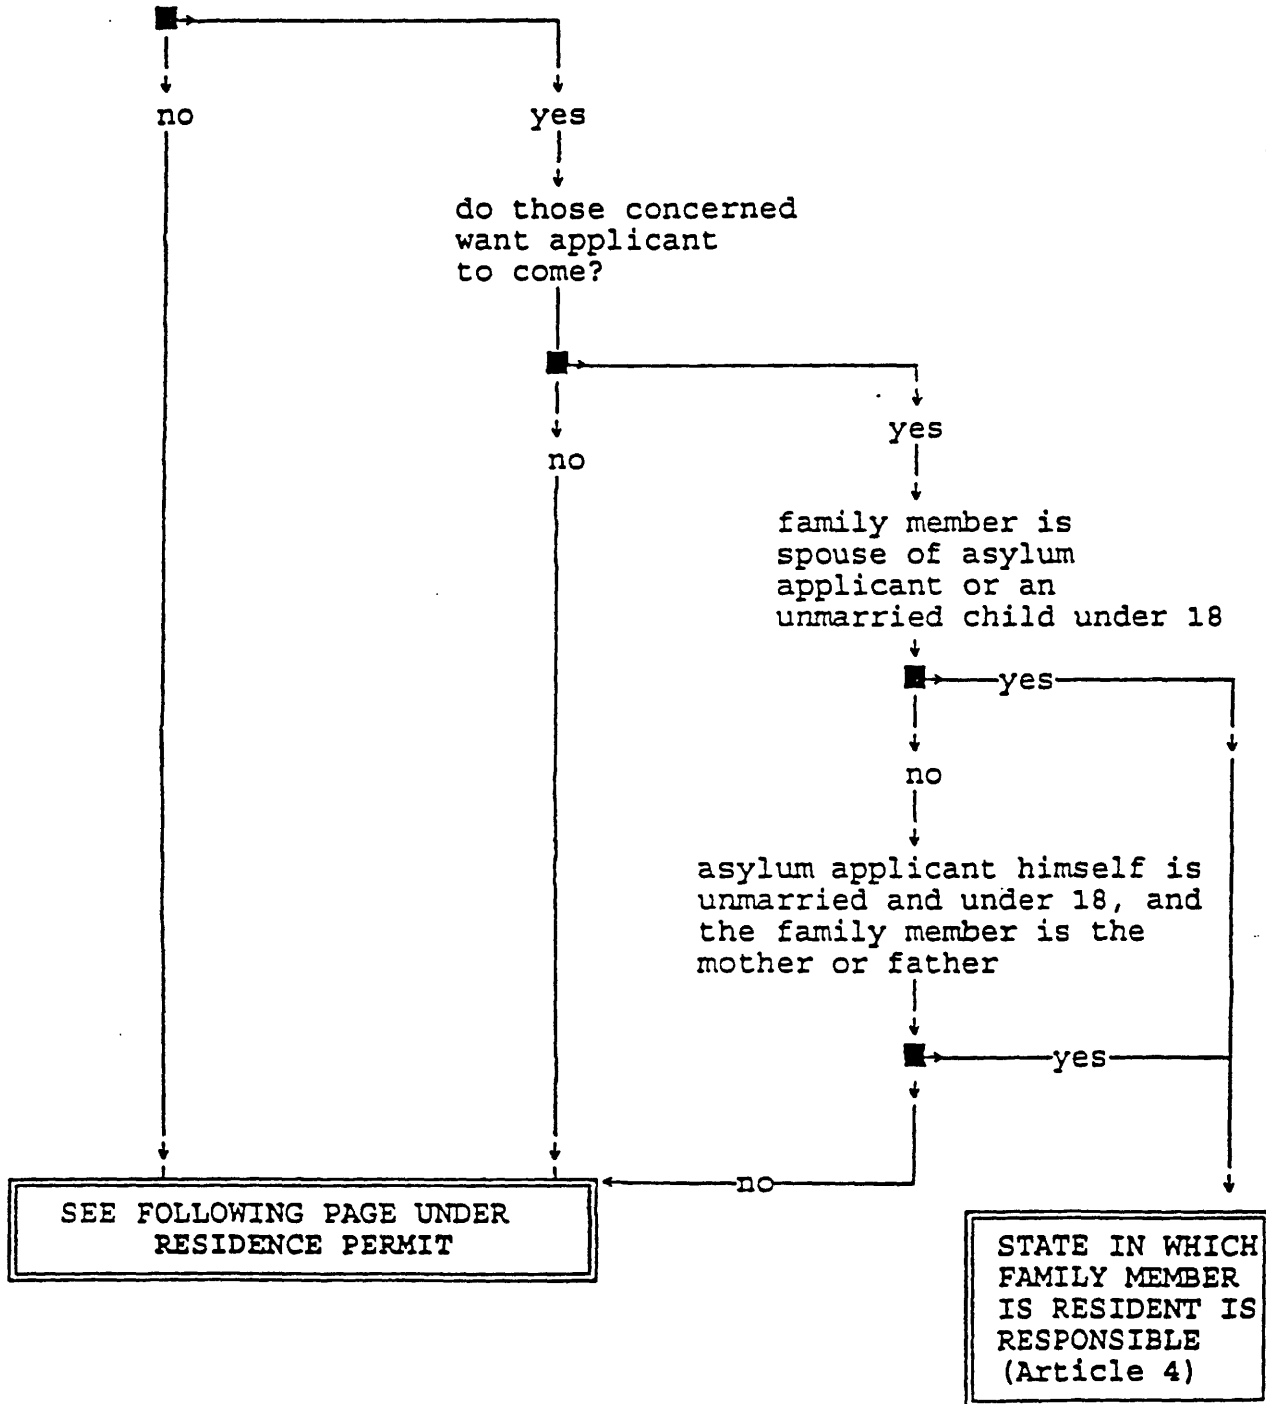 no
yes
do those concerned
want applicant
to come?
yes
no
family member is
spouse of asylum
applicant or an
unmarried child under 18
yes
no
asylum applicant himself is
unmarried and under 18, and
the family member is the
mother or father
yes
no
SEE FOLLOWING PAGE UNDER
RESIDENCE PERMIT
STATE IN WHICH
FAMILY MEMBER
IS RESIDENT IS
RESPONSIBLE
(Article 4)